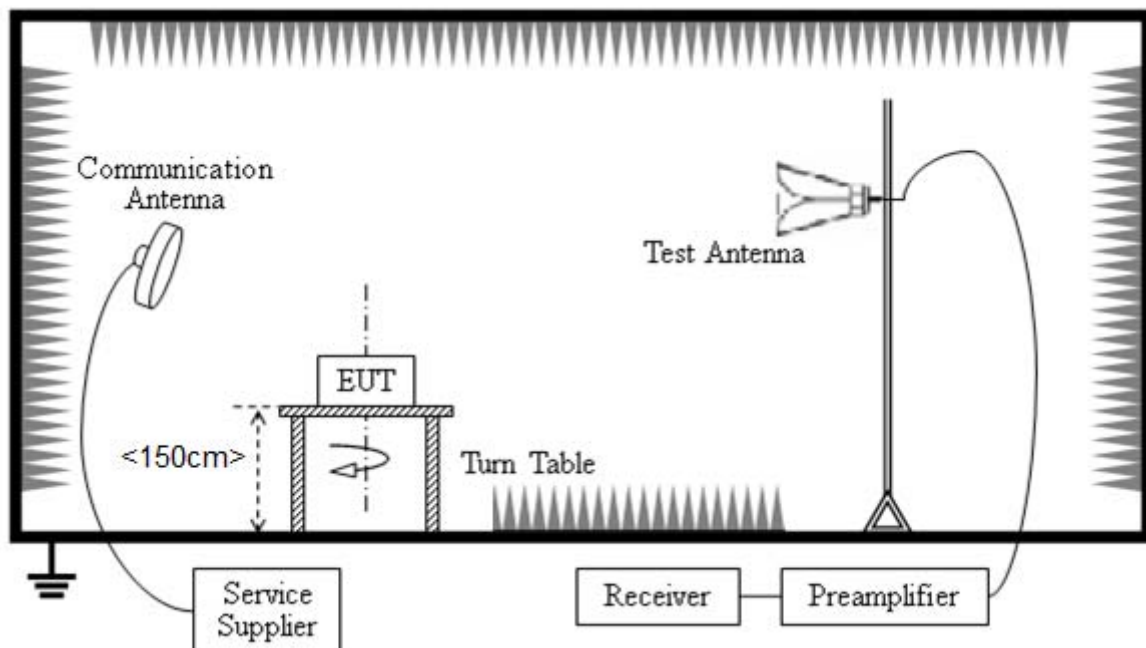 Communication
Antenna
Test Antenna
EUT
<150cm>
Turn Table
Service
Supplier
Receiver
Preamplifier